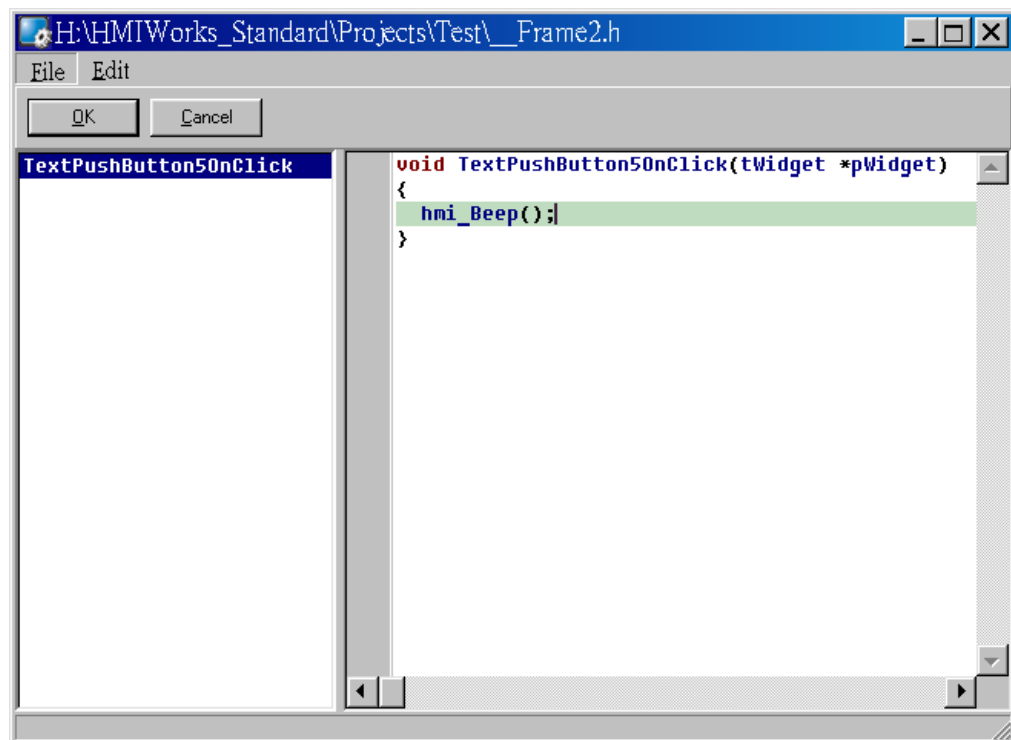 H:\HMIWorks_Standard\Projects\Test\__Frame2.h
File Edit
OK Cancel
TextPushButton5OnClick
void TextPushButton5OnClick(tWidget *pWidget)
{
hmi_Beep();
}